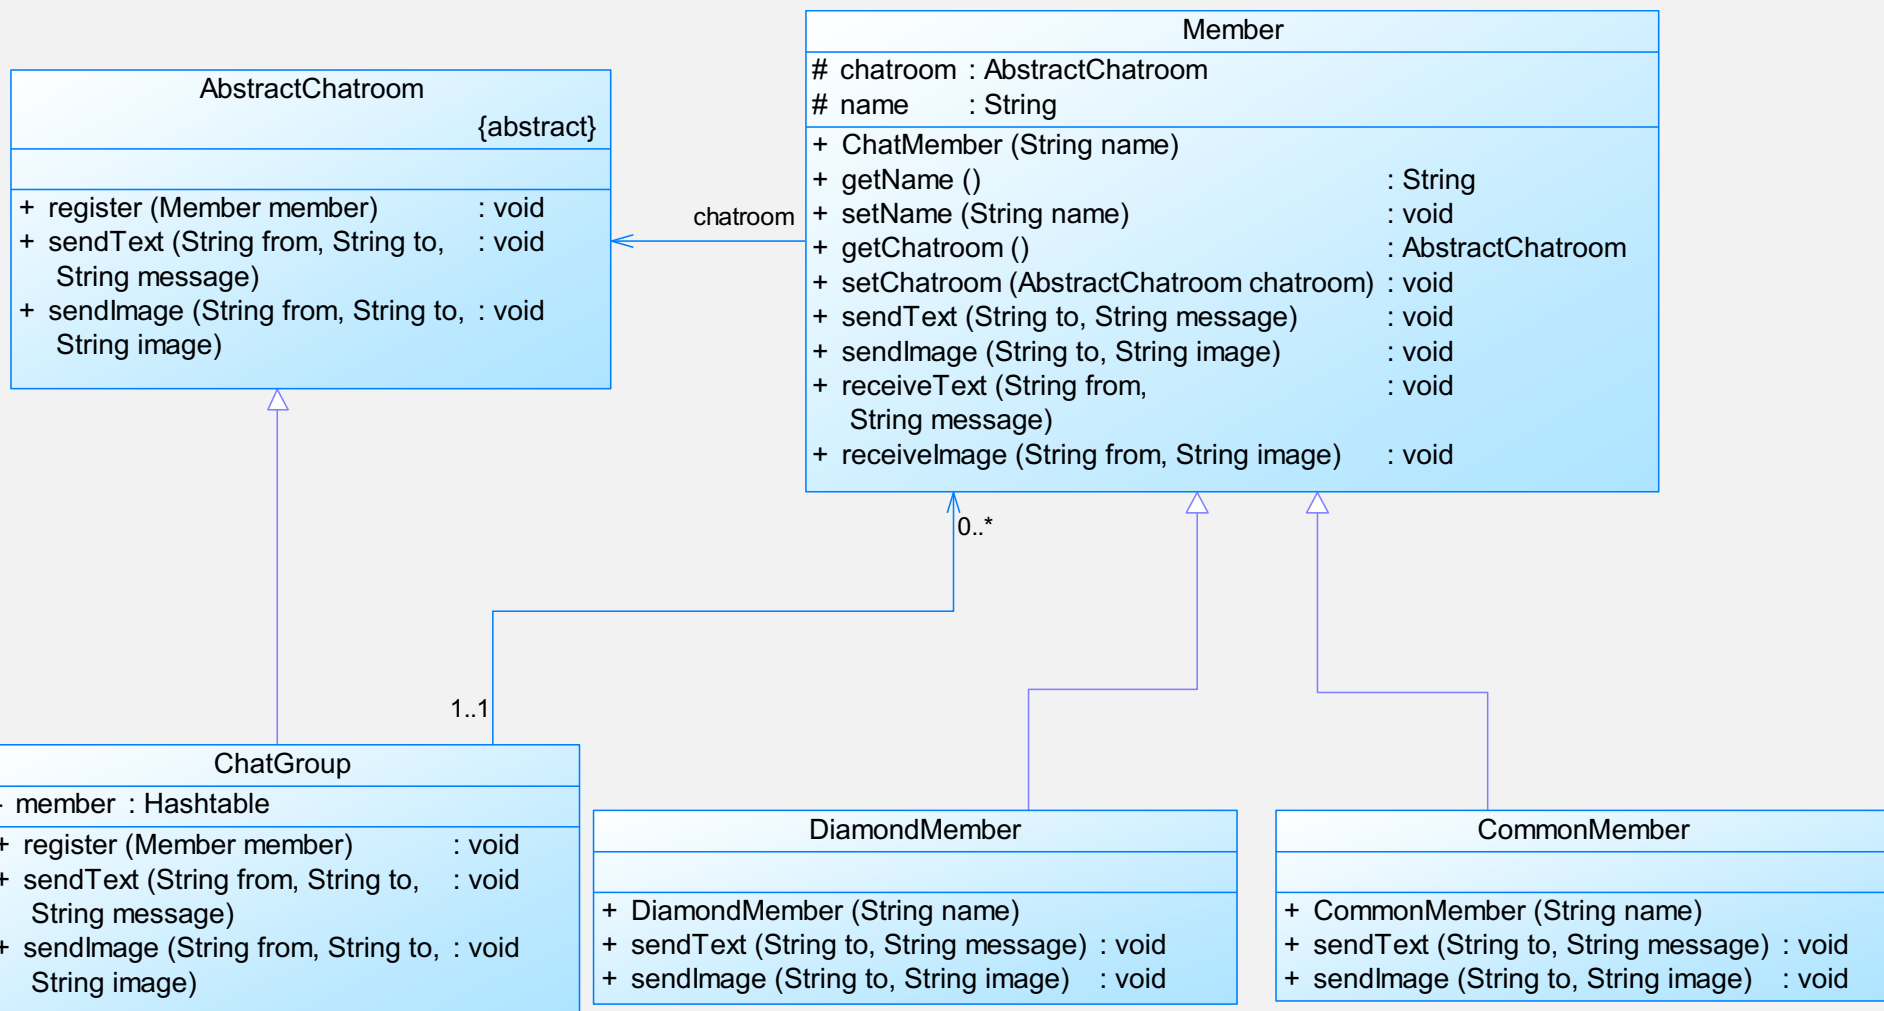 AbstractChatroom
{abstract}
+ register (Member member) : void
+ sendText (String from, String to, : void
String message)
+ sendImage (String from, String to, : void
String image)
chatroom
Member
# chatroom : AbstractChatroom
# name : String
+ ChatMember (String name)
+ getName () : String
+ setName (String name) : void
+ getChatroom () : AbstractChatroom
+ setChatroom (AbstractChatroom chatroom) : void
+ sendText (String to, String message) : void
+ sendImage (String to, String image) : void
+ receiveText (String from, : void
String message)
+ receiveImage (String from, String image) : void
0..*
1..1
ChatGroup
- member : Hashtable
+ register (Member member) : void
+ sendText (String from, String to, : void
String message)
+ sendImage (String from, String to, : void
String image)
DiamondMember
+ DiamondMember (String name)
+ sendText (String to, String message) : void
+ sendImage (String to, String image) : void
CommonMember
+ CommonMember (String name)
+ sendText (String to, String message) : void
+ sendImage (String to, String image) : void